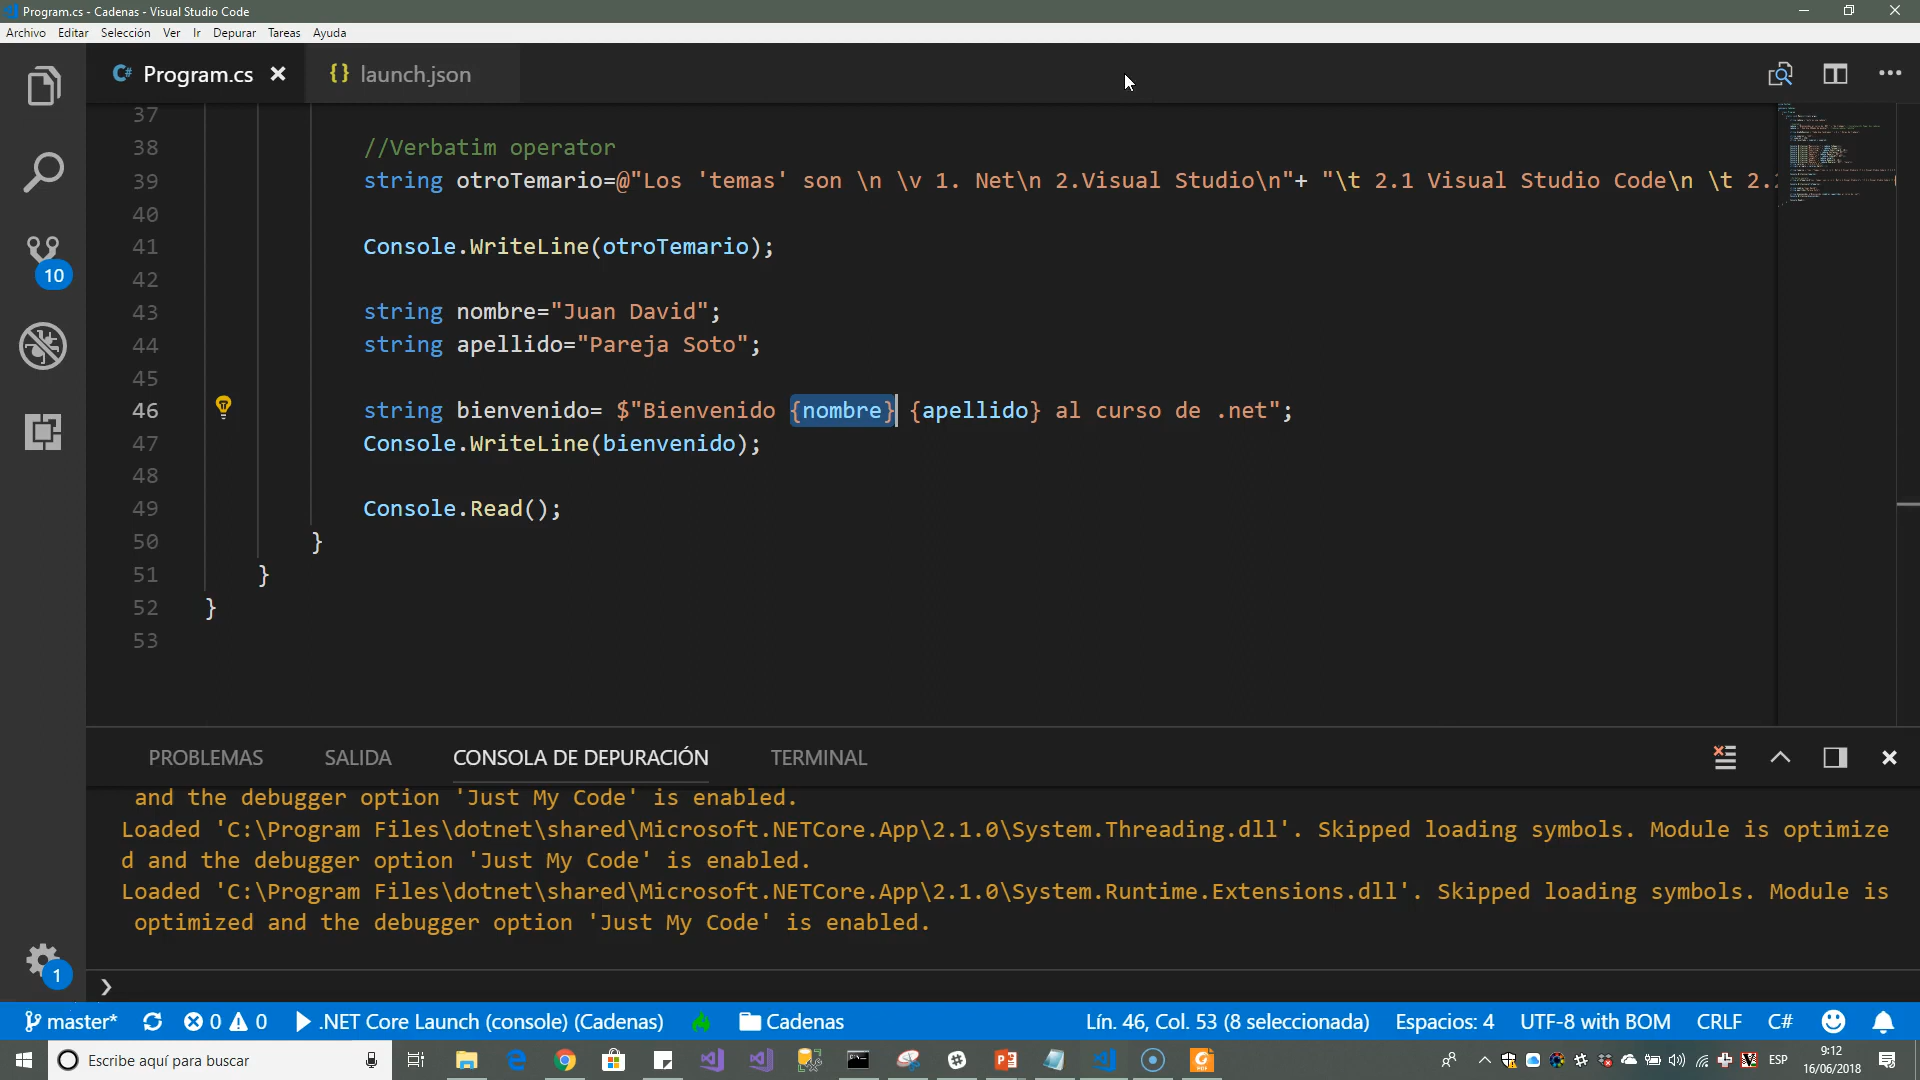 Program.cs - Cadenas - Visual Studio Code
Archivo Editar Selección Ver Ir Depurar Tareas Ayuda
Program.cs launch.json
37
38 //Verbatim operator
39 string otroTemario=@"Los 'temas' son \n \v 1. Net\n 2.Visual Studio\n"+ "\t 2.1 Visual Studio Code\n \t 2.2
40
41 Console.WriteLine(otroTemario);
42
43 string nombre="Juan David";
44 string apellido="Pareja Soto";
45
46 string bienvenido= $"Bienvenido {nombre} {apellido} al curso de .net";
47 Console.WriteLine(bienvenido);
48
49 Console.Read();
50 }
51 }
52 }
53
10
1
PROBLEMAS SALIDA CONSOLA DE DEPURACIÓN TERMINAL
and the debugger option 'Just My Code' is enabled.
Loaded 'C:\Program Files\dotnet\shared\Microsoft.NETCore.App\2.1.0\System.Threading.dll'. Skipped loading symbols. Module is optimize
d and the debugger option 'Just My Code' is enabled.
Loaded 'C:\Program Files\dotnet\shared\Microsoft.NETCore.App\2.1.0\System.Runtime.Extensions.dll'. Skipped loading symbols. Module is
optimized and the debugger option 'Just My Code' is enabled.
master* 0 0 .NET Core Launch (console) (Cadenas) Cadenas Lín. 46, Col. 53 (8 seleccionada) Espacios: 4 UTF-8 with BOM CRLF C#
Escribe aquí para buscar ESP 9:12
16/06/2018